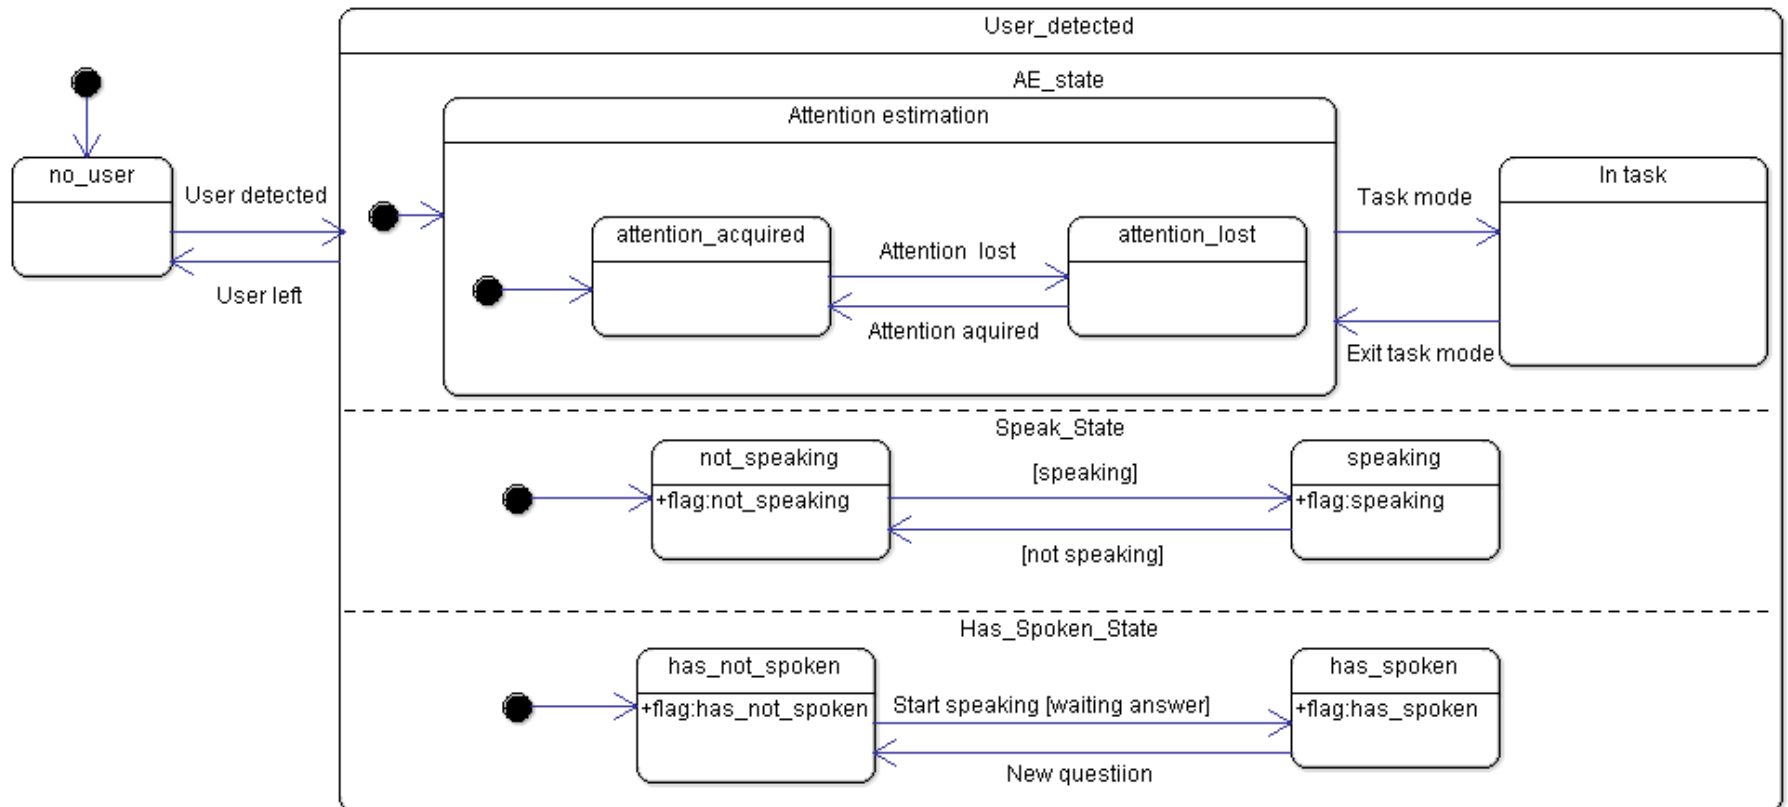 User_detected
AE_state
Attention estimation
no_user
In task
User detected
Task mode
attention_acquired
attention_lost
Attention  lost
User left
Attention aquired
Exit task mode
Speak_State
not_speaking
speaking
[speaking]
+flag:not_speaking
+flag:speaking
[not speaking]
Has_Spoken_State
has_not_spoken
has_spoken
+flag:has_not_spoken
Start speaking [waiting answer]
+flag:has_spoken
New questiion